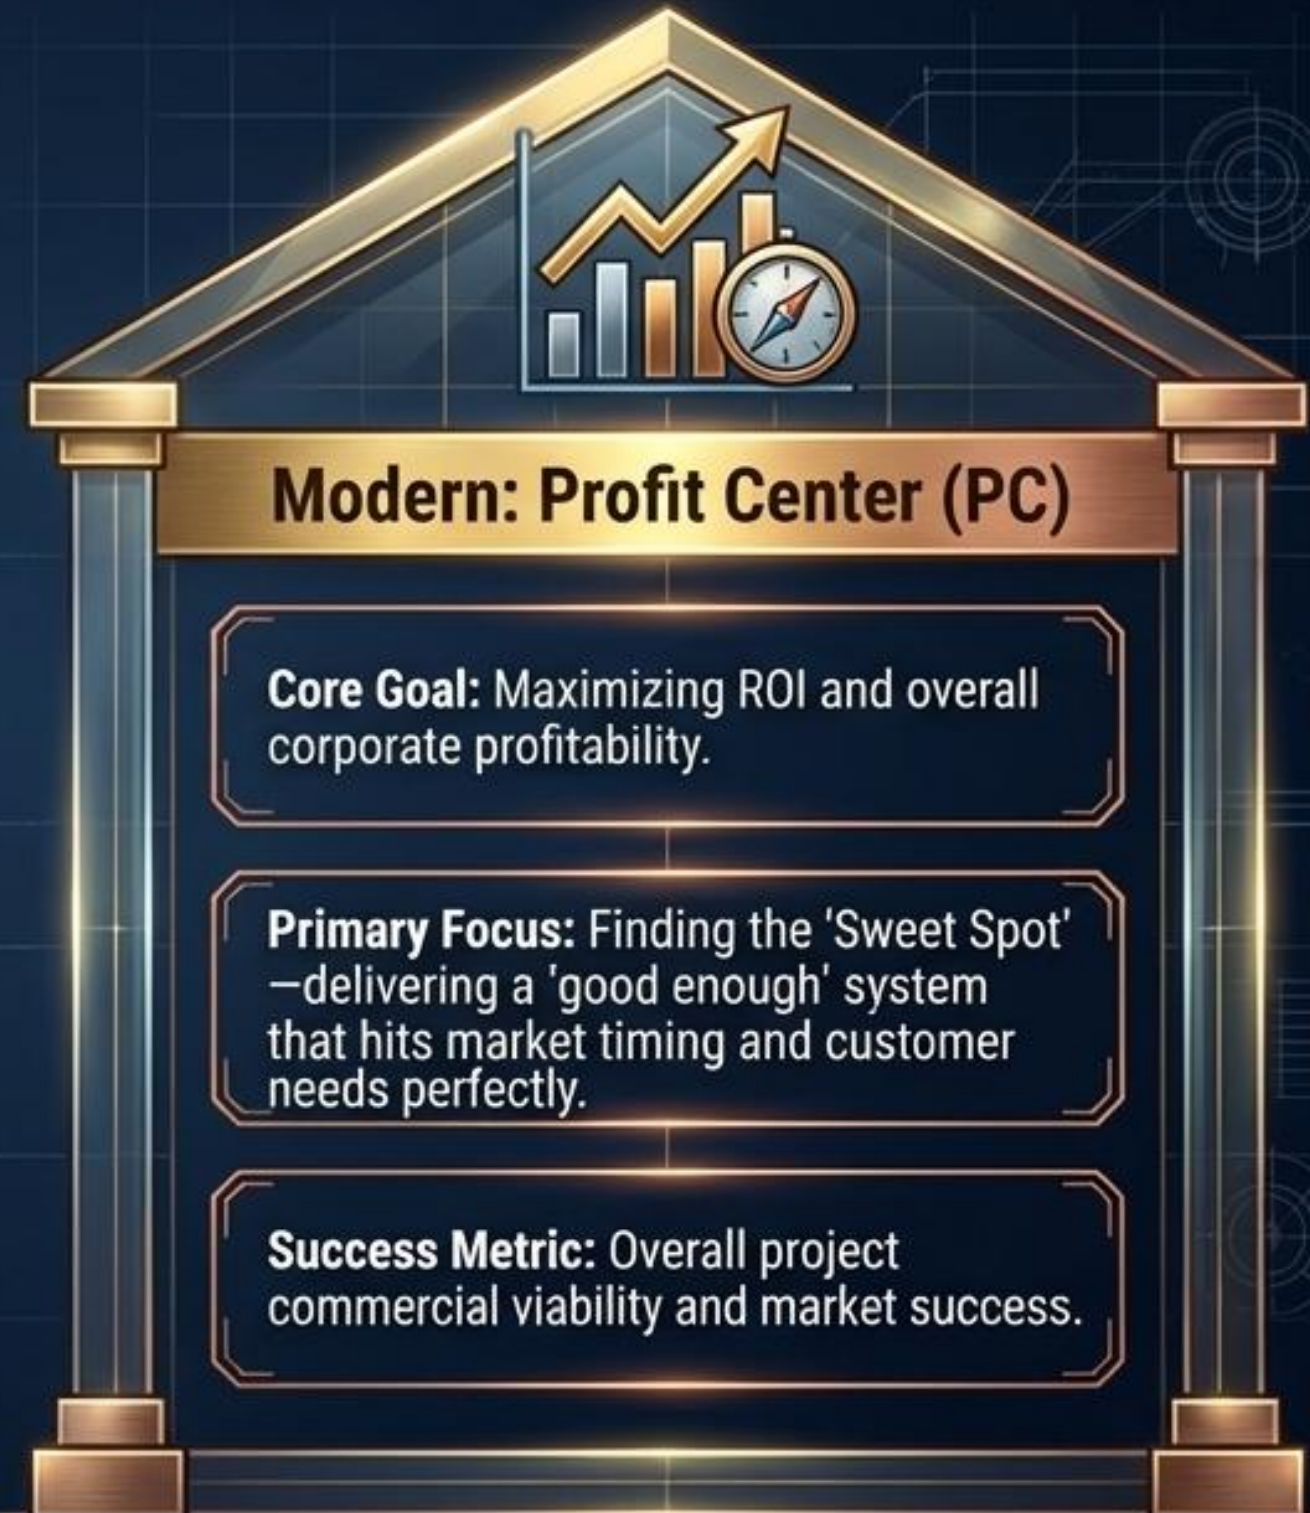 Modern: Profit Center (PC)
Core Goal: Maximizing ROI and overall
corporate profitability.
Primary Focus: Finding the 'Sweet Spot'
—delivering a 'good enough' system
that hits market timing and customer
needs perfectly.
Success Metric: Overall project
commercial viability and market success.